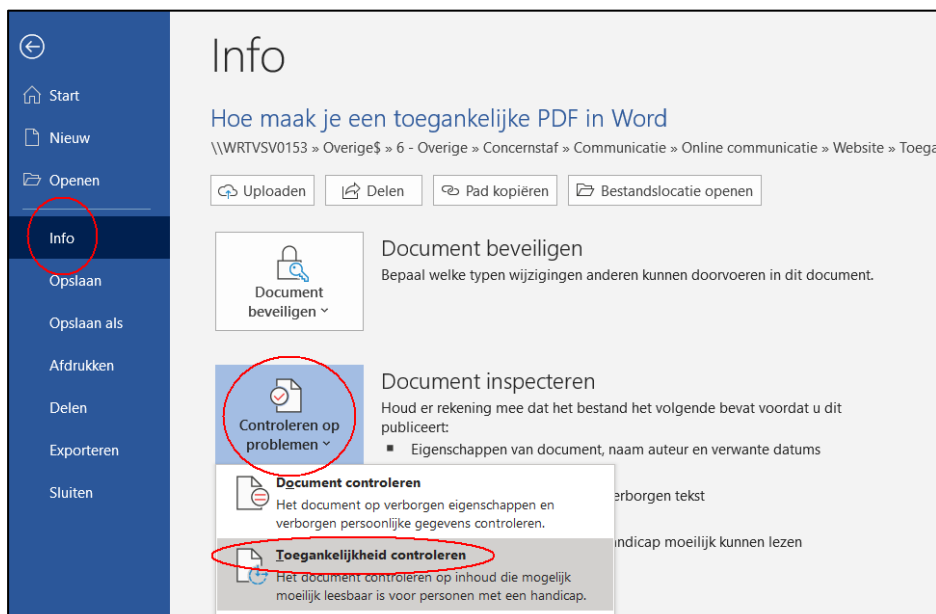 Info
Hoe maak je een toegankelijke PDF in Word
\\WRTVSV0153 » Overige$ » 6 - Overige » Concernstaf » Communicatie » Online communicatie » Website » Toega
Start
Nieuw
Openen
Info
Opslaan
Opslaan als
Afdrukken
Delen
Exporteren
Sluiten
Uploaden
Delen
Pad kopiëren
Bestandslocatie openen
Document
beveiligen
Document beveiligen
Bepaal welke typen wijzigingen anderen kunnen doorvoeren in dit document.
Controleren op
problemen
Document inspecteren
Houd er rekening mee dat het bestand het volgende bevat voordat u dit
publiceert:
Eigenschappen van document, naam auteur en verwante datums
erborgen tekst
ndicap moeilijk kunnen lezen
Document controleren
Het document op verborgen eigenschappen en
verborgen persoonlijke gegevens controleren.
Toegankelijkheid controleren
Het document controleren op inhoud die mogelijk
moeilijk leesbaar is voor personen met een handicap.